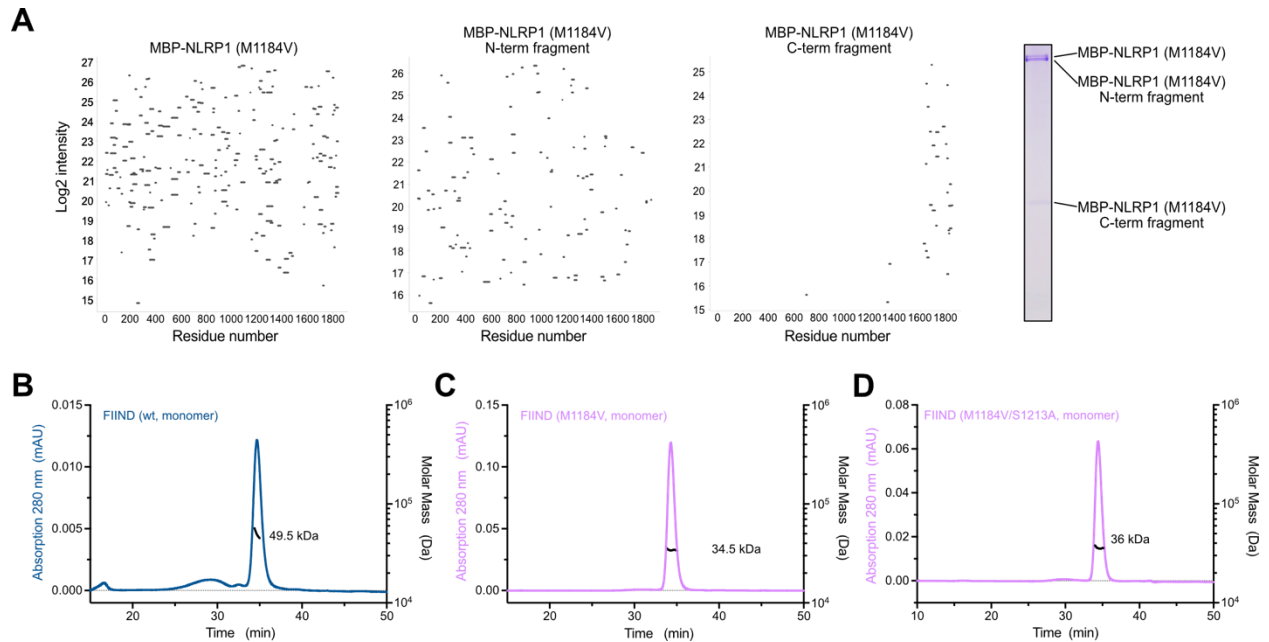 A
MBP-NLRP1 (M1184V)
27
26
25
24
23
22
21
20
19
18
17
16
15
Log2 intensity
0 200 400 600 800 1000 1200 1400 1600 1800
Residue number
MBP-NLRP1 (M1184V)
N-term fragment
26
25
24
23
22
21
20
19
18
17
16
0 200 400 600 800 1000 1200 1400 1600 1800
Residue number
MBP-NLRP1 (M1184V)
C-term fragment
25
24
23
22
21
20
19
18
17
16
15
0 200 400 600 800 1000 1200 1400 1600 1800
Residue number
MBP-NLRP1 (M1184V)
MBP-NLRP1 (M1184V)
N-term fragment
MBP-NLRP1 (M1184V)
C-term fragment
B
FIIND (wt, monomer)
0.015
0.010
0.005
0.000
Absorption 280 nm (mAU)
49.5 kDa
10⁶
10⁵
10⁴
Molar Mass (Da)
20 30 40 50
Time (min)
C
FIIND (M1184V, monomer)
0.15
0.10
0.05
0.00
Absorption 280 nm (mAU)
34.5 kDa
10⁶
10⁵
10⁴
Molar Mass (Da)
20 30 40 50
Time (min)
D
FIIND (M1184V/S1213A, monomer)
0.08
0.06
0.04
0.02
0.00
Absorption 280 nm (mAU)
36 kDa
10⁶
10⁵
10⁴
Molar Mass (Da)
10 20 30 40 50
Time (min)